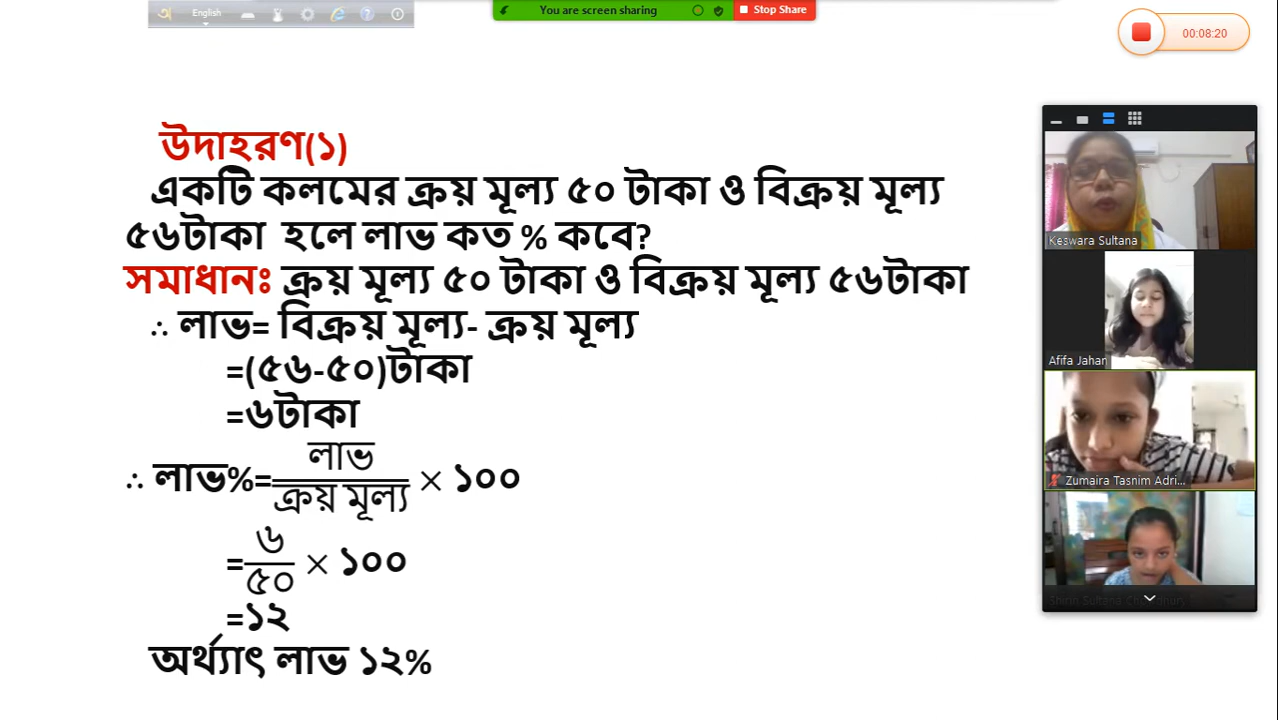 English
You are screen sharing
Stop Share
00:08:20
উদাহরণ(১)
একটি কলমের ক্রয় মূল্য ৫০ টাকা ও বিক্রয় মূল্য
৫৬টাকা হলে লাভ কত % কবে?
সমাধানঃ ক্রয় মূল্য ৫০ টাকা ও বিক্রয় মূল্য ৫৬টাকা
∴ লাভ= বিক্রয় মূল্য- ক্রয় মূল্য
=(৫৬-৫০)টাকা
=৬টাকা
∴ লাভ%=লাভ/ক্রয় মূল্য × ১০০
=৬/৫০ × ১০০
=১২
অর্থ্যাৎ লাভ ১২%
Keswara Sultana
Afifa Jahan
Zumaira Tasnim Adri...